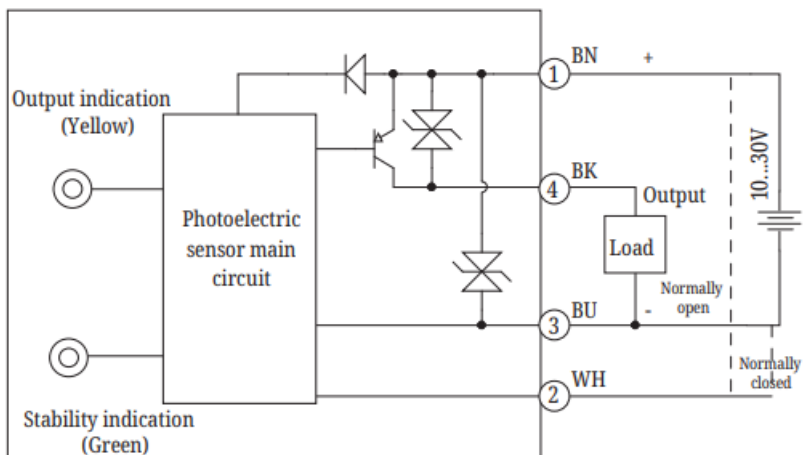 Output indication
(Yellow)
Photoelectric
sensor main
circuit
Stability indication
(Green)
1
BN
+
4
BK
Output
Load
10...30V
Normally
open
3
BU
-
2
WH
Normally
closed